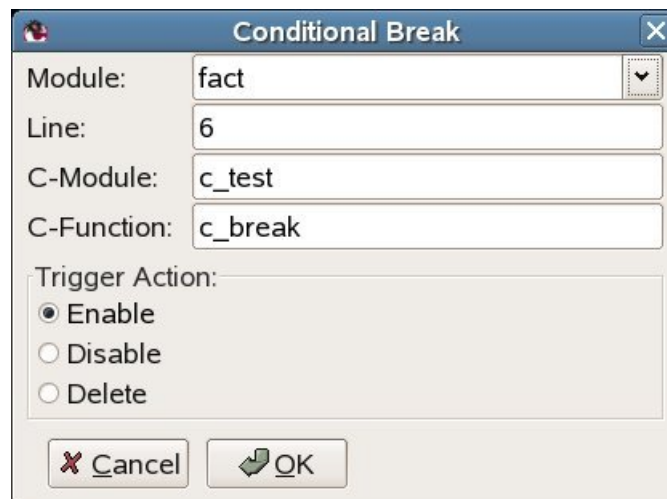 Conditional Break
Module: fact
Line: 6
C-Module: c_test
C-Function: c_break
Trigger Action:
Enable
Disable
Delete
Cancel OK